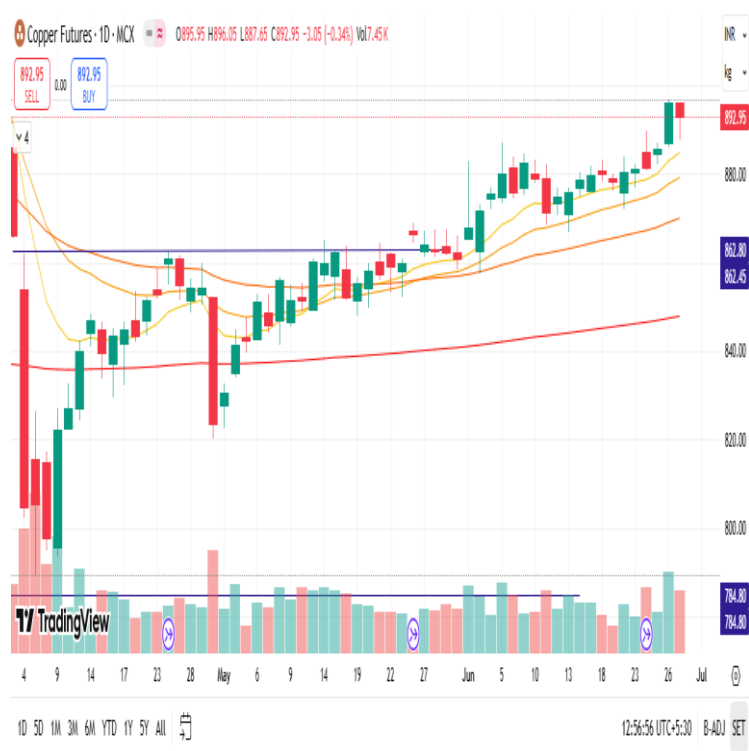 Copper Futures · 1D · MCX O895.95 H896.05 L887.65 C892.95 −3.05 (−0.34%) Vol7.45K
INR
kg
892.95
SELL
0.00
892.95
BUY
4
892.95
880.00
862.80
862.45
840.00
820.00
800.00
784.80
784.80
TradingView
4 9 14 17 23 28 May 6 9 14 19 22 27 Jun 5 10 13 18 23 26 Jul
1D 5D 1M 3M 6M YTD 1Y 5Y All 12:56:56 UTC+5:30 B-ADJ SET